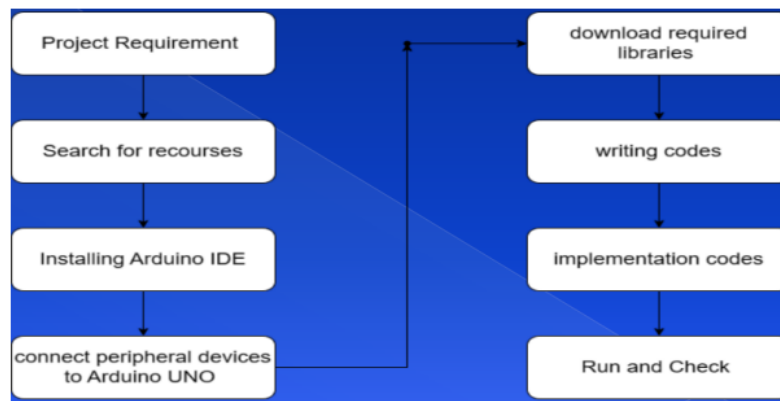 Project Requirement
Search for recourses
Installing Arduino IDE
connect peripheral devices
to Arduino UNO
download required
libraries
writing codes
implementation codes
Run and Check